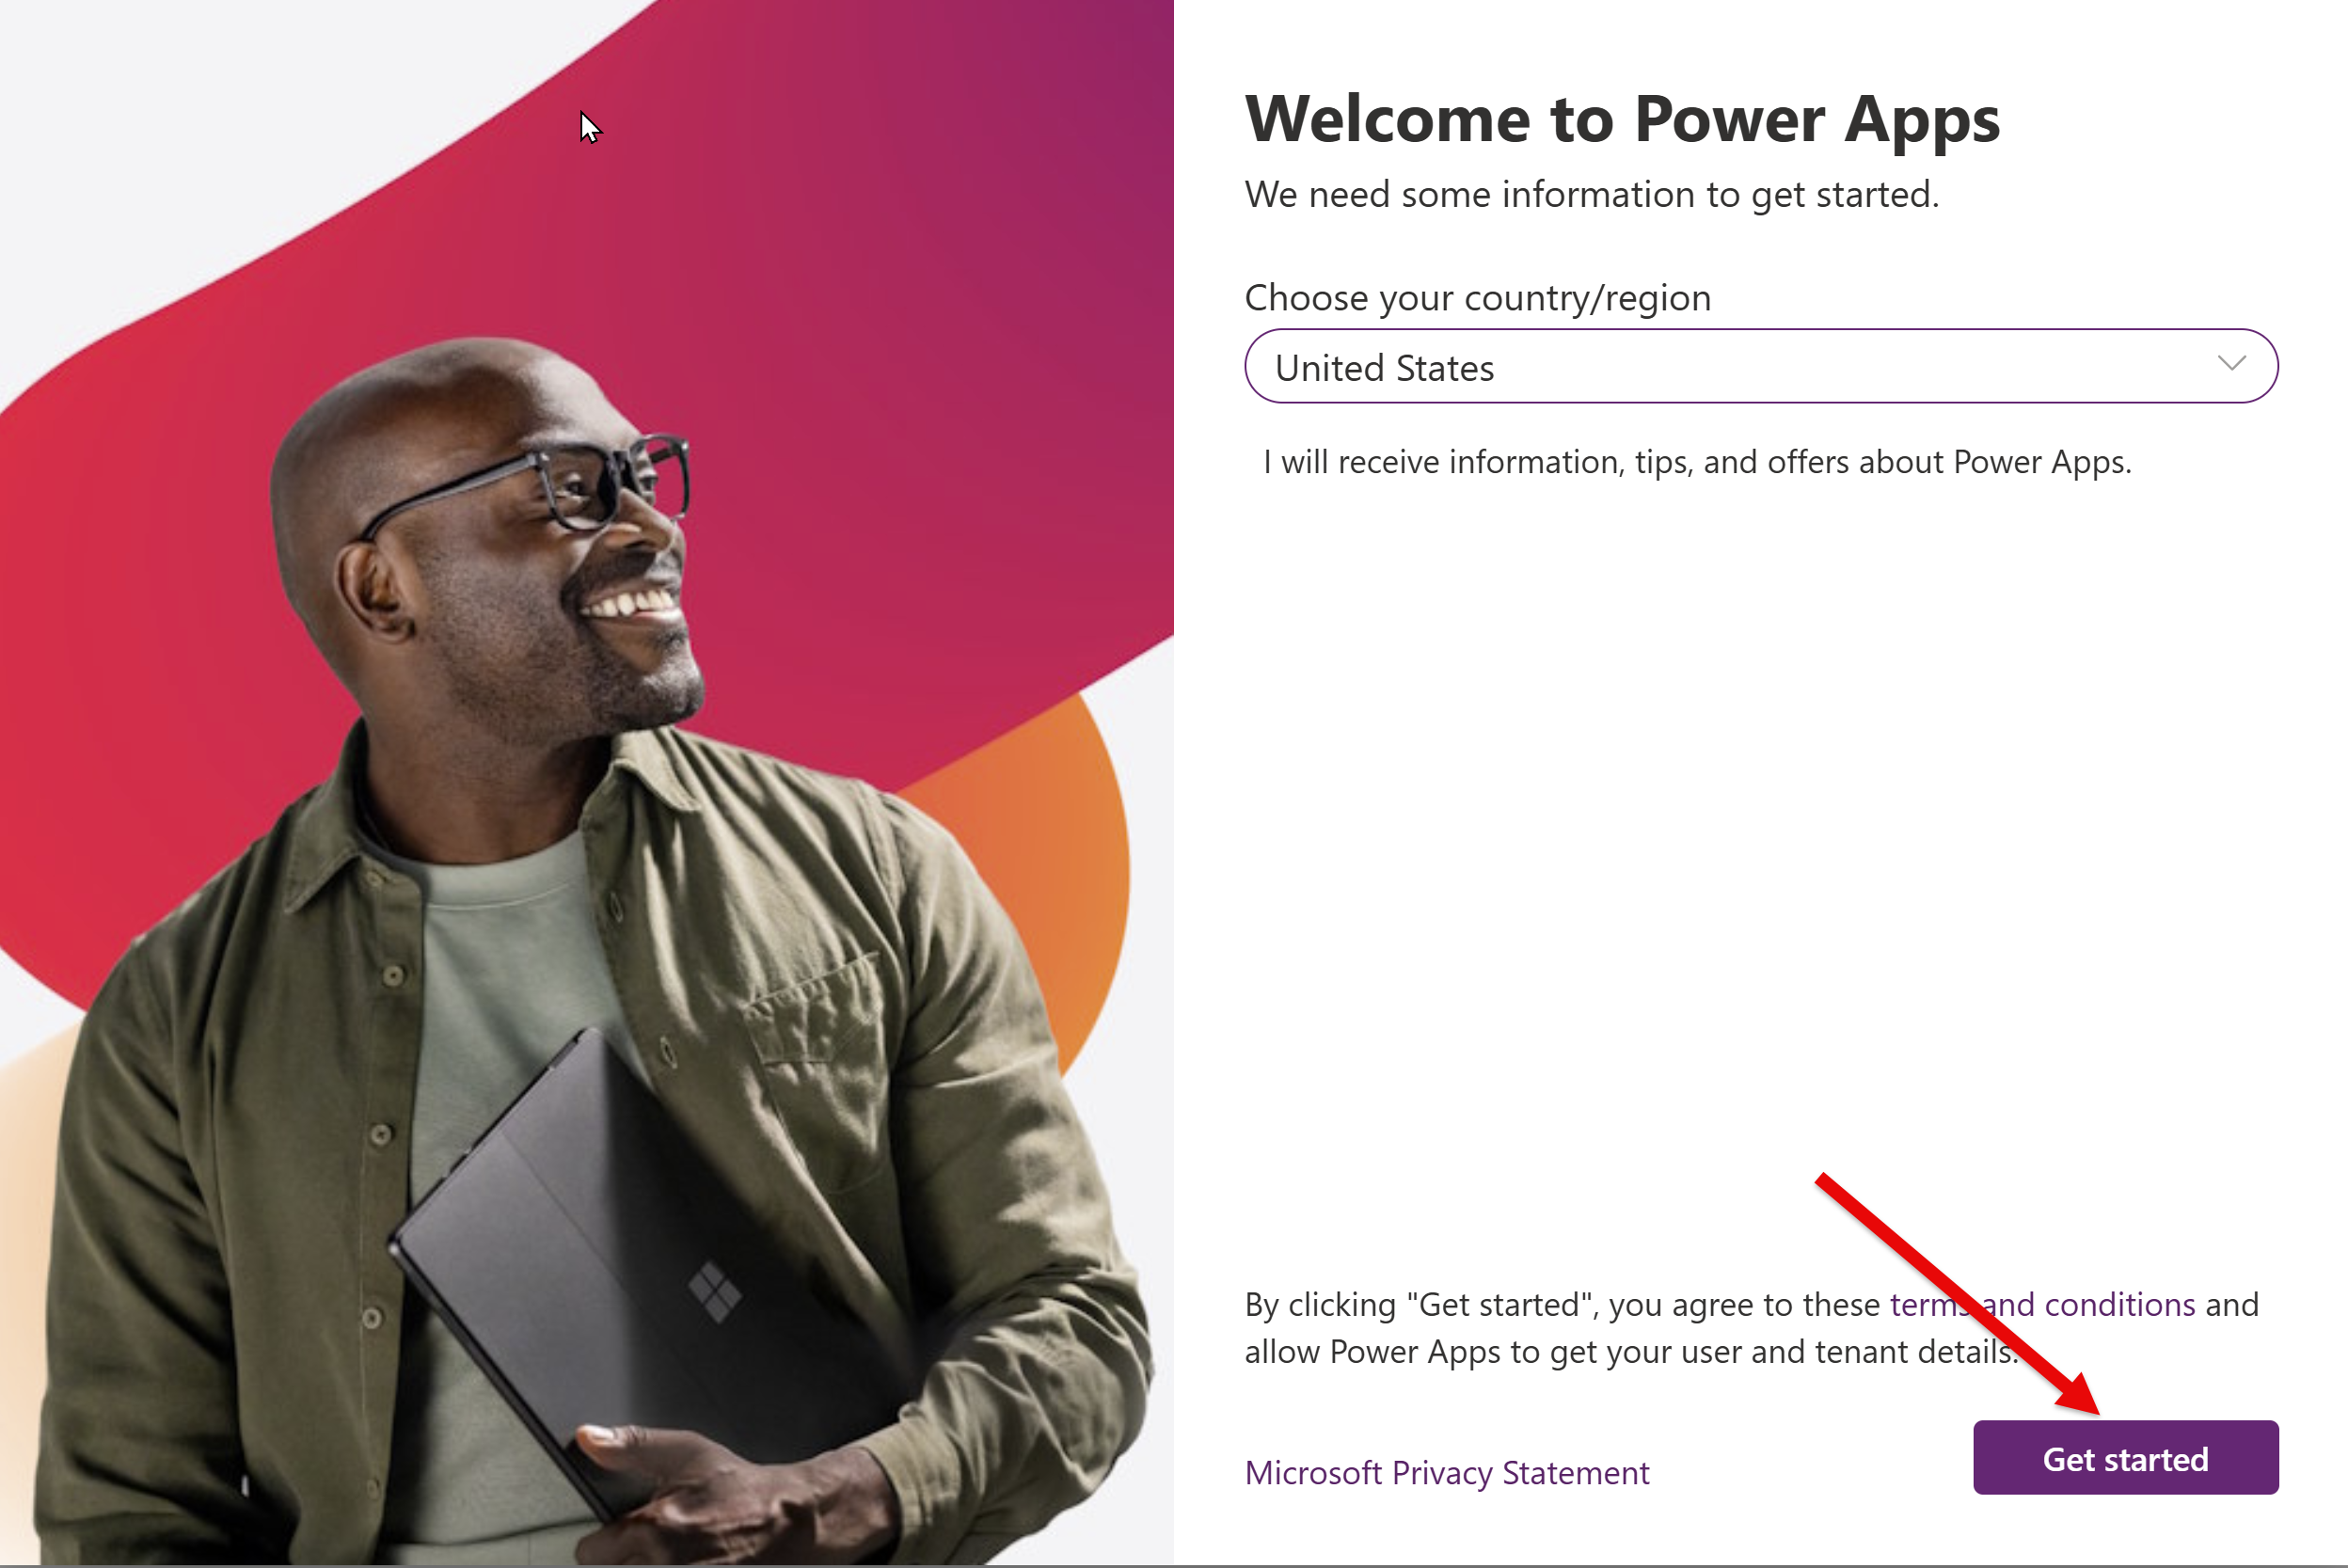 Welcome to Power Apps
We need some information to get started.
Choose your country/region
United States
I will receive information, tips, and offers about Power Apps.
By clicking "Get started", you agree to these terms and conditions and
allow Power Apps to get your user and tenant details.
Microsoft Privacy Statement
Get started